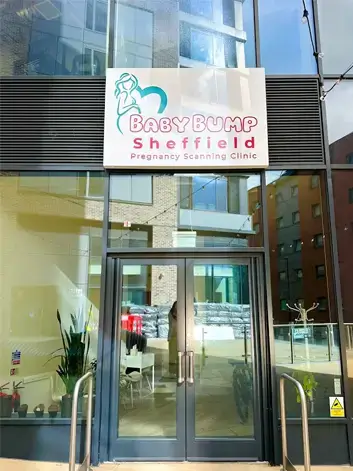 BABY BUMP
Sheffield
Pregnancy Scanning Clinic